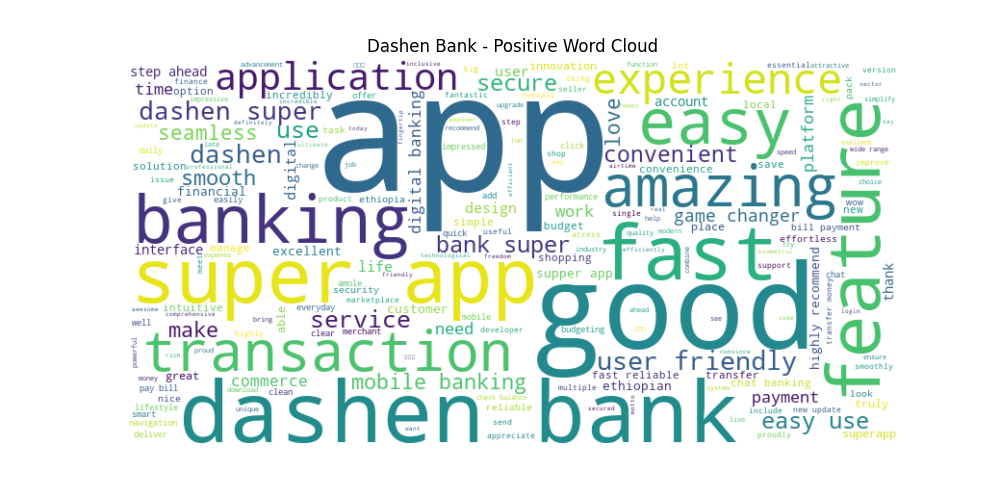 Dashen Bank - Positive Word Cloud
step ahead
advancement
inclusive
big
innovation
lot
essential
attractive
function
version
finance
time
option
application
user
secure
thing
experience
pack
sector
impressive
incredibly
offer
fantastic
seller
simplify
dashen super
incredible
app
upgrade
love
happy
account
local
right
platform
feature
update
definitely
fingertip
digital banking
empower
step
easy
say
seamless
use
task
today
recommend
run
click
excelent
daily
late
ultimate
impressed
shop
convenient
speed
wide range
solution
professional
dashen
digital
change
easy
airtime
save
improve
issue
smooth
job
efficient
convenience
choice
financial
amazing
wow
give
easily
product
ethiopia
add
performance
single
real
game changer
new
banking
design
work
help
place
bill payment
simple
budget
quick
useful
access
quality
modern
effortless
interface
manage
excellent
bank super
industry
efficiently
try
expense
technological
freedom
shopping
fast
biometric
meet
super app
life
friendly
supper app
combine
support
chat
thank
amole
security
good
highly recommend
transfer money
marketplace
awesome
intuitive
comprehensive
able
everyday
customer
login
well
bring
service
mobile
ahead
see
code
make
clear
merchant
need
developer
budgeting
powerful
highly
transaction
convince
ensure
rich
proud
user friendly
smoothly
money
great
commerce
mobile banking
fast reliable
transfer
look
pay bill
download
clean
multiple
ethiopian
chat banking
truly
nice
check balance
system
payment
lifestyle
dashen bank
smart
unique
reliable
secured
motto
include
new update
navigation
want
send
live
easy use
deliver
appreciate
proudly
superapp